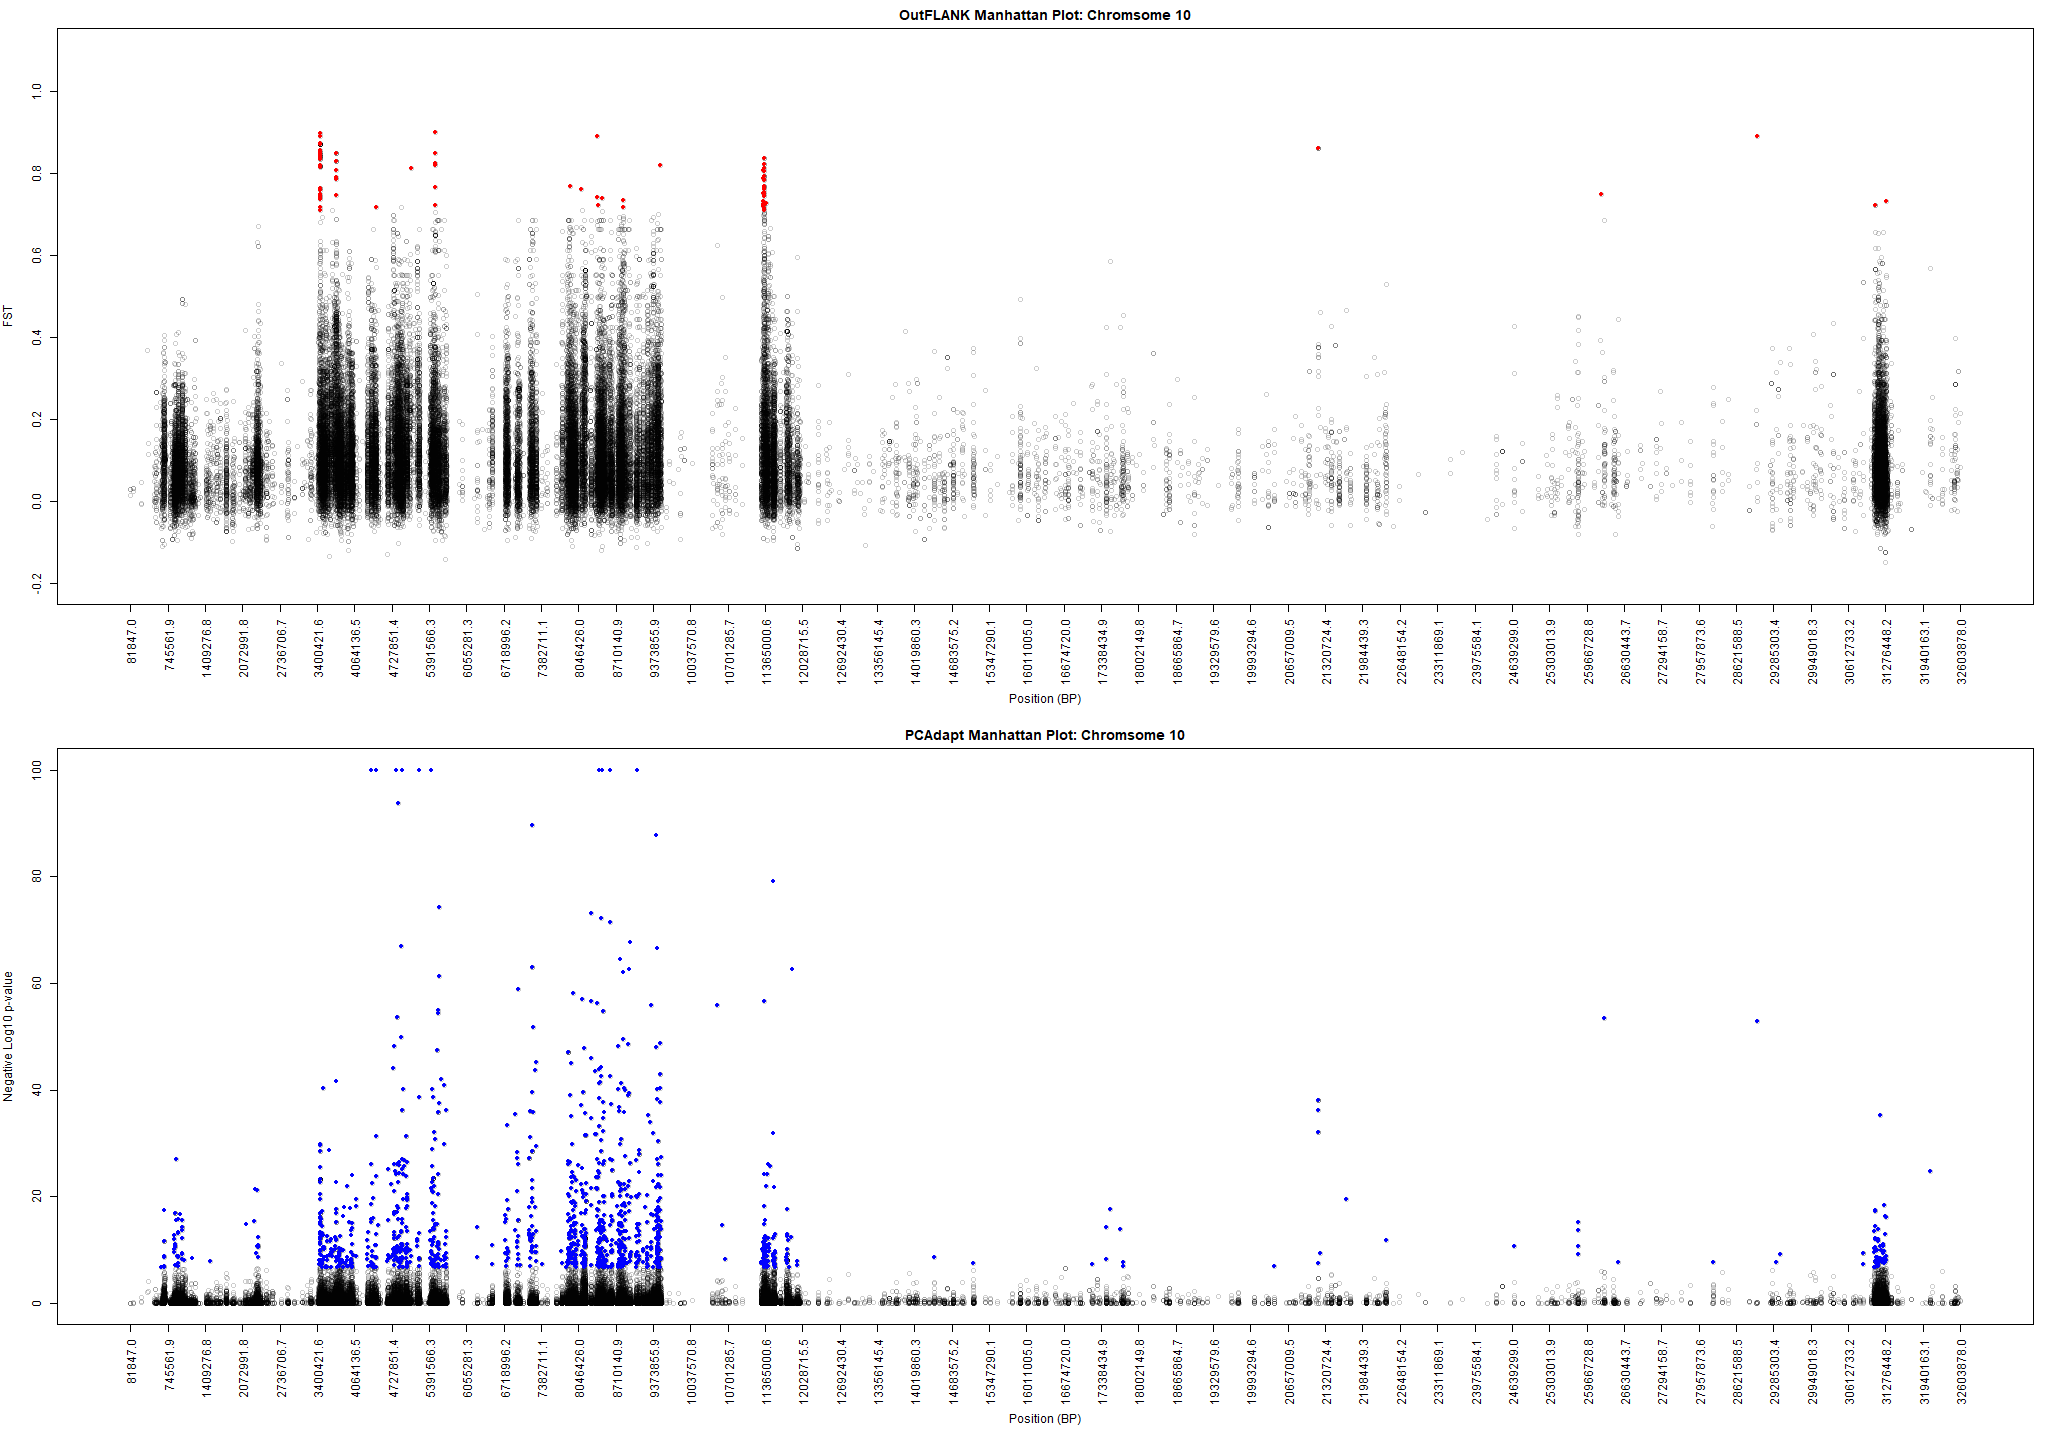 OutFLANK Manhattan Plot: Chromsome 10
FST
1.0
0.8
0.6
0.4
0.2
0.0
-0.2
81847.0 745561.9 1409276.8 2072991.8 2736706.7 3400421.6 4064136.5 4727851.4 5391566.3 6055281.3 6718996.2 7382711.1 8046426.0 8710140.9 9373855.9 10037570.8 10701285.7 11365000.6 12028715.5 12692430.4 13356145.4 14019860.3 14683575.2 15347290.1 16011005.0 16674720.0 17338434.9 18002149.8 18665864.7 19329579.6 19993294.6 20657009.5 21320724.4 21984439.3 22648154.2 23311869.1 23975584.1 24639299.0 25303013.9 25966728.8 26630443.7 27294158.7 27957873.6 28621588.5 29285303.4 29949018.3 30612733.2 31276448.2 31940163.1 32603878.0
Position (BP)
PCAdapt Manhattan Plot: Chromsome 10
Negative Log10 p-value
100
80
60
40
20
0
81847.0 745561.9 1409276.8 2072991.8 2736706.7 3400421.6 4064136.5 4727851.4 5391566.3 6055281.3 6718996.2 7382711.1 8046426.0 8710140.9 9373855.9 10037570.8 10701285.7 11365000.6 12028715.5 12692430.4 13356145.4 14019860.3 14683575.2 15347290.1 16011005.0 16674720.0 17338434.9 18002149.8 18665864.7 19329579.6 19993294.6 20657009.5 21320724.4 21984439.3 22648154.2 23311869.1 23975584.1 24639299.0 25303013.9 25966728.8 26630443.7 27294158.7 27957873.6 28621588.5 29285303.4 29949018.3 30612733.2 31276448.2 31940163.1 32603878.0
Position (BP)